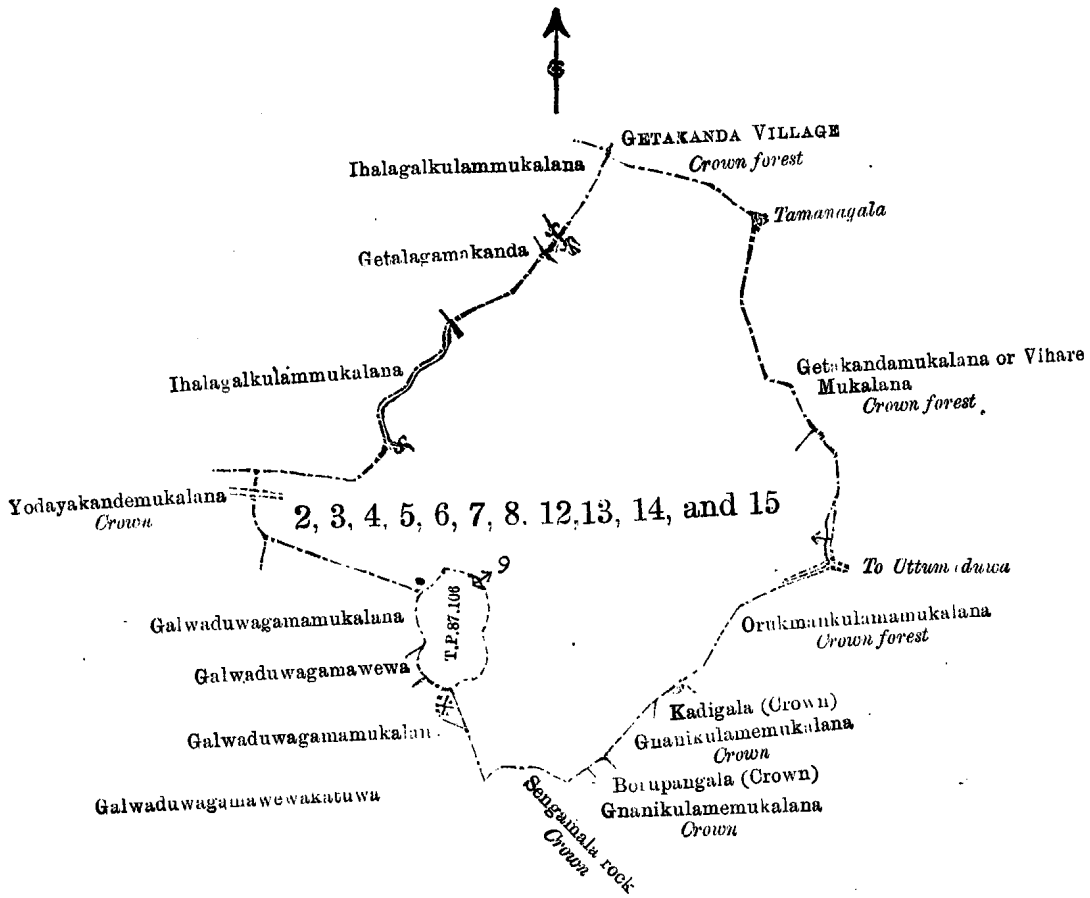 GETAKANDA VILLAGE
Crown forest
Ihalagalkulammukalana
Tamanagala
Getalagamakanda
Getakandamukalana or Vihare
Mukalana
Crown forest
Ihalagalkulammukalana
Yodayakandemukalana
Crown
2, 3, 4, 5, 6, 7, 8. 12, 13, 14, and 15
9
T.P. 87,106
To Uttumaduwa
Galwaduwagamamukalana
Orukmankulamamukalana
Crown forest
Galwaduwagamawewa
Kadigala (Crown)
Gnanikulamemukalana
Crown
Galwaduwagamamukalan
Borupangala (Crown)
Gnanikulamemukalana
Crown
Galwaduwagamawewakatuwa
Sengamala rock
Crown